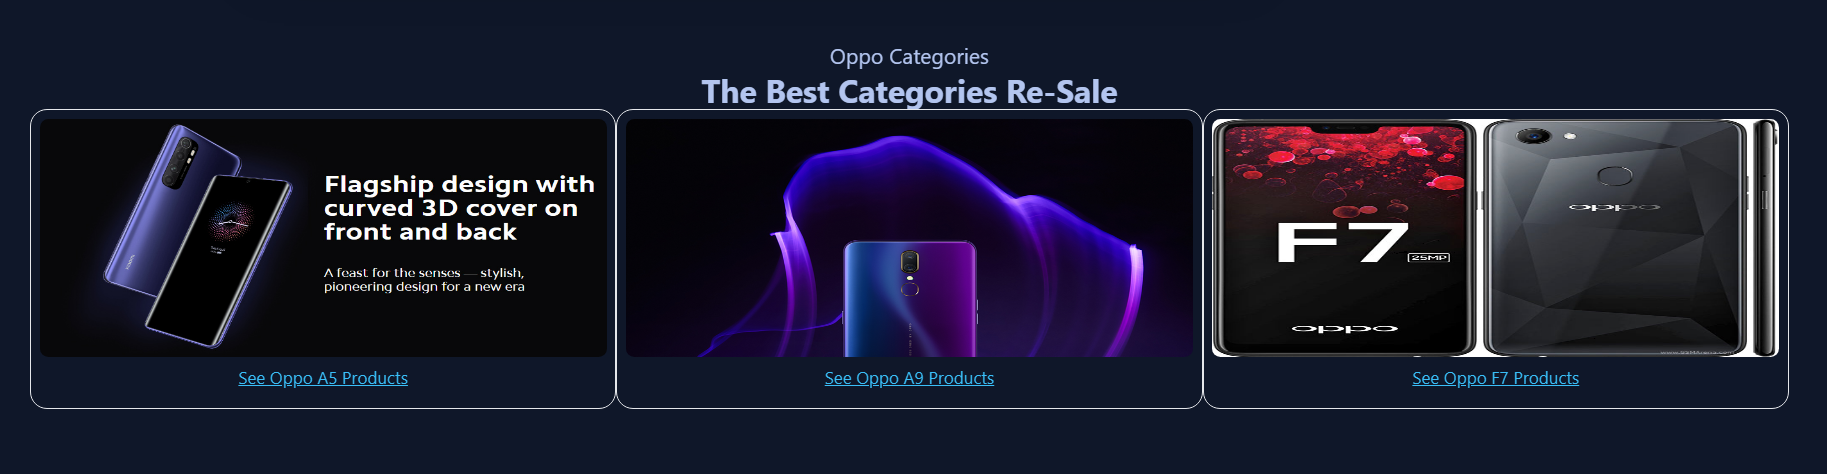 Oppo Categories
The Best Categories Re-Sale
Flagship design with
curved 3D cover on
front and back
A feast for the senses — stylish,
pioneering design for a new era
F7
25MP
oppo
oppo
See Oppo A5 Products
See Oppo A9 Products
See Oppo F7 Products